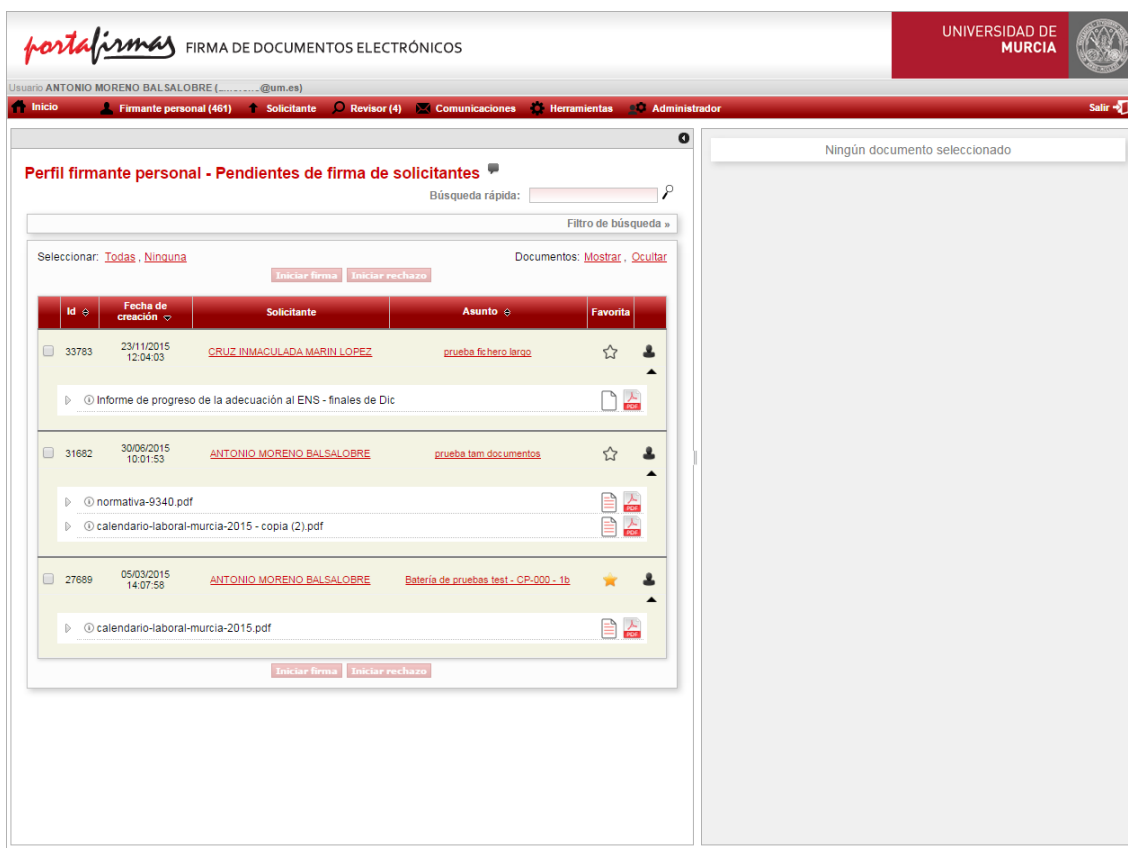 portafirmas FIRMA DE DOCUMENTOS ELECTRÓNICOS
UNIVERSIDAD DE
MURCIA
Usuario ANTONIO MORENO BALSALOBRE ( @um.es)
Inicio Firmante personal (461) Solicitante Revisor (4) Comunicaciones Herramientas Administrador Salir
Perfil firmante personal - Pendientes de firma de solicitantes
Búsqueda rápida:
Filtro de búsqueda »
Seleccionar: Todas , Ninguna Documentos: Mostrar , Ocultar
Iniciar firma Iniciar rechazo
Id Fecha de creación Solicitante Asunto Favorita
33783 23/11/2015 12:04:03 CRUZ INMACULADA MARIN LOPEZ prueba fichero largo
Informe de progreso de la adecuación al ENS - finales de Dic PDF
31682 30/06/2015 10:01:53 ANTONIO MORENO BALSALOBRE prueba tam documentos
normativa-9340.pdf PDF
calendario-laboral-murcia-2015 - copia (2).pdf PDF
27689 05/03/2015 14:07:58 ANTONIO MORENO BALSALOBRE Batería de pruebas test - CP-000 - 1b
calendario-laboral-murcia-2015.pdf PDF
Iniciar firma Iniciar rechazo
Ningún documento seleccionado